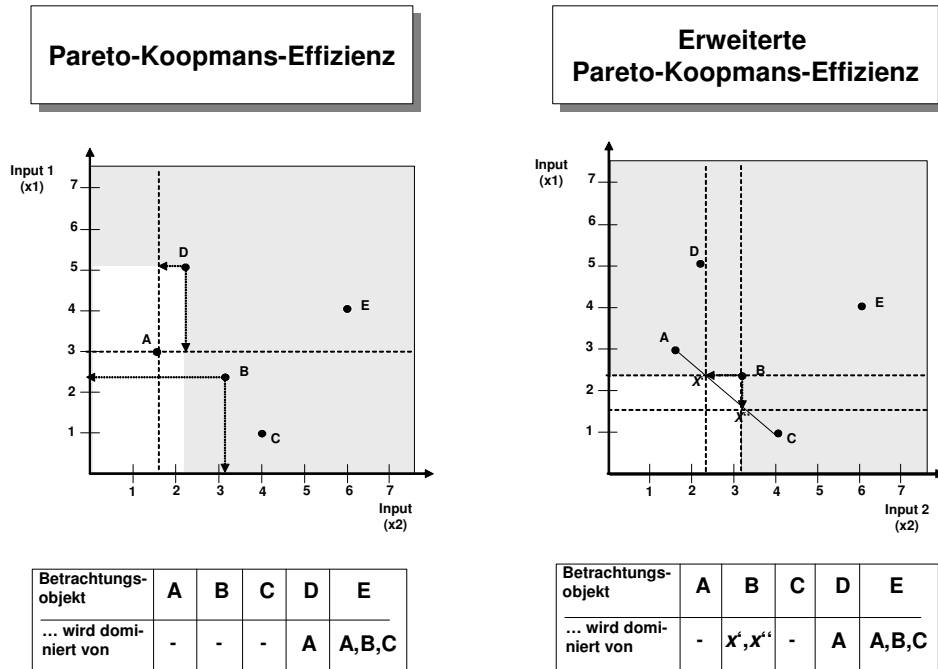 Pareto-Koopmans-Effizienz
Erweiterte
Pareto-Koopmans-Effizienz
Input 1
(x1)
7
6
5
4
3
2
1
D
E
A
B
C
1 2 3 4 5 6 7
Input
(x2)
Input
(x1)
7
6
5
4
3
2
1
D
E
A
B
X‘
X“
C
1 2 3 4 5 6 7
Input 2
(x2)
Betrachtungs-
objekt
A B C D E
... wird domi-
niert von
- - - A A,B,C
Betrachtungs-
objekt
A B C D E
... wird domi-
niert von
- x‘,x‘‘ - A A,B,C